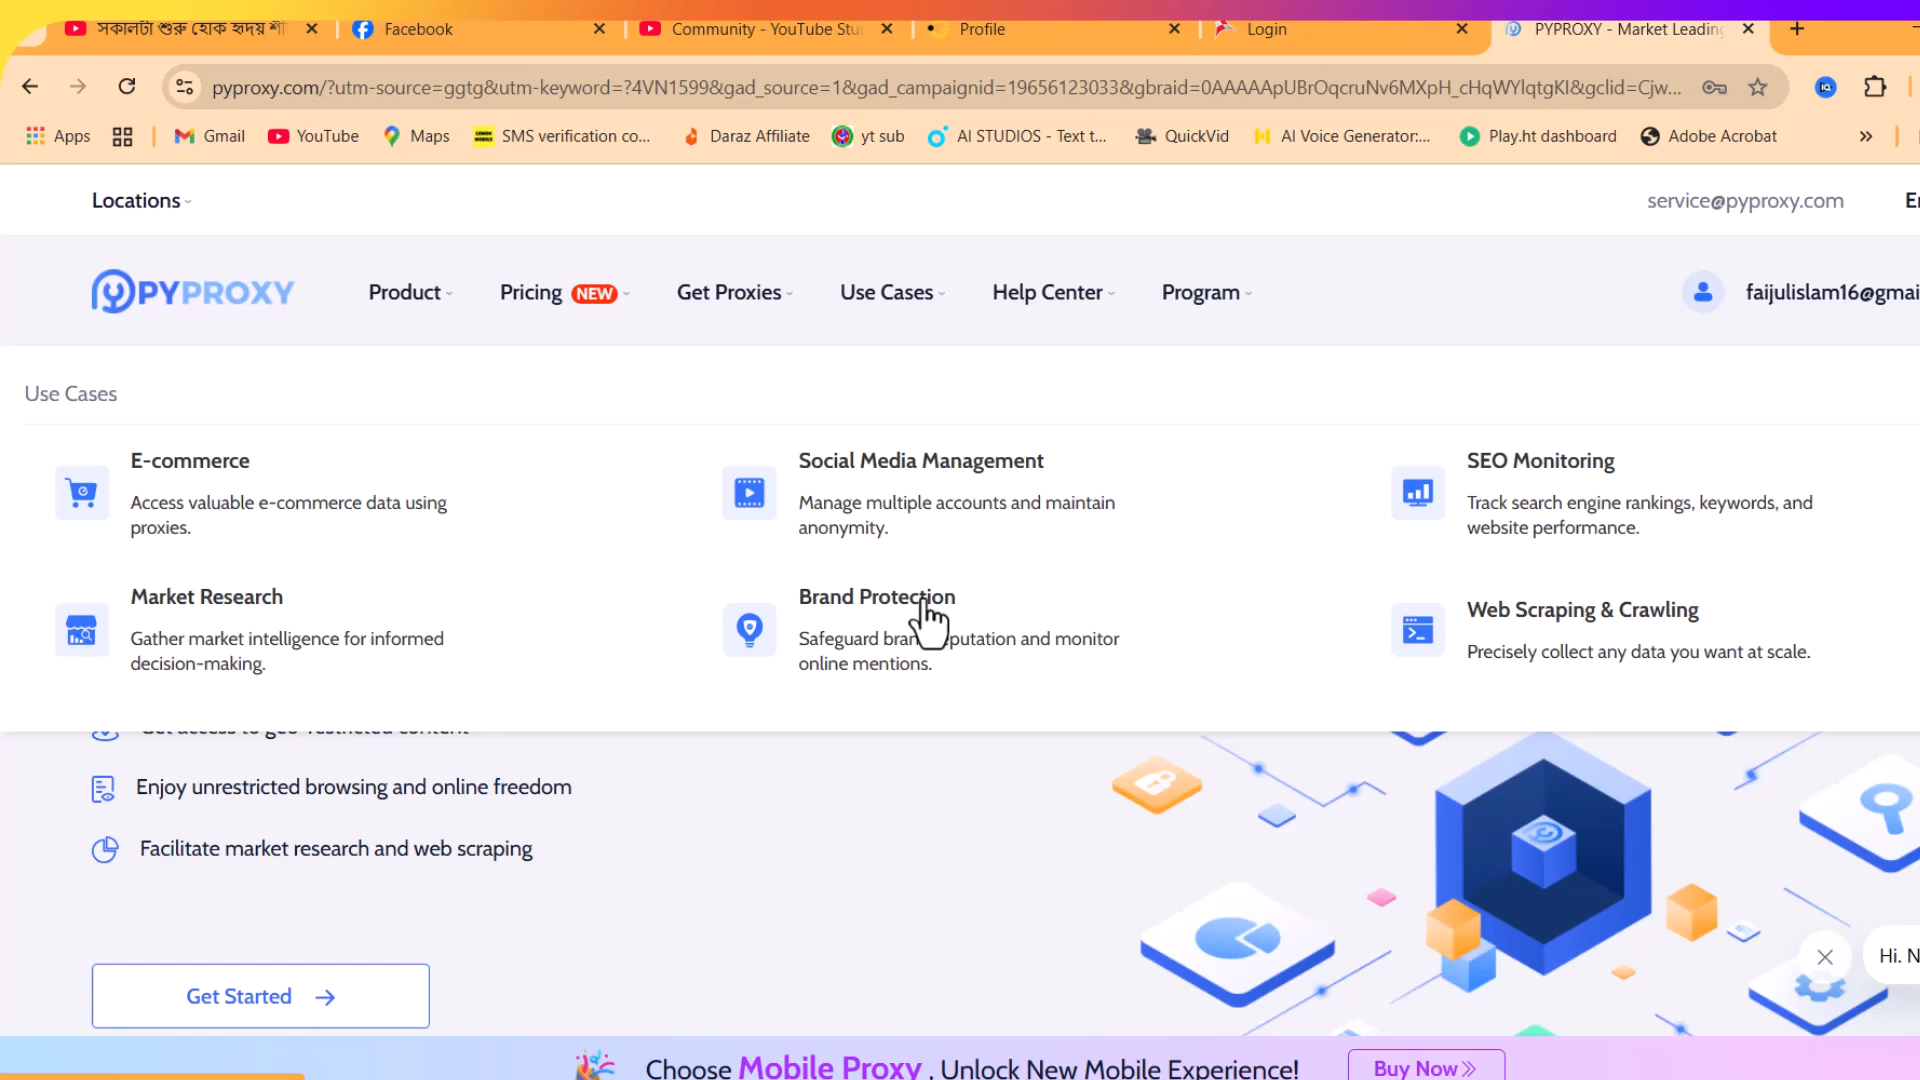 সকালটা শুরু হোক হৃদয় শী
Facebook
Community - YouTube Stu
Profile
Login
PYPROXY - Market Leading
pyproxy.com/?utm-source=ggtg&utm-keyword=?4VN1599&gad_source=1&gad_campaignid=19656123033&gbraid=0AAAAApUBrOqcruNv6MXpH_cHqWYlqtgKI&gclid=Cjw...
Apps
Gmail
YouTube
Maps
SMS verification co...
Daraz Affiliate
yt sub
AI STUDIOS - Text t...
QuickVid
AI Voice Generator:...
Play.ht dashboard
Adobe Acrobat
Locations
service@pyproxy.com
PYPROXY
Product
Pricing NEW
Get Proxies
Use Cases
Help Center
Program
faijulislam16@gmai
Use Cases
E-commerce
Access valuable e-commerce data using
proxies.
Social Media Management
Manage multiple accounts and maintain
anonymity.
SEO Monitoring
Track search engine rankings, keywords, and
website performance.
Market Research
Gather market intelligence for informed
decision-making.
Brand Protection
Safeguard bran putation and monitor
online mentions.
Web Scraping & Crawling
Precisely collect any data you want at scale.
Get access to geo-restricted content
Enjoy unrestricted browsing and online freedom
Facilitate market research and web scraping
Get Started
Hi. N
Choose Mobile Proxy , Unlock New Mobile Experience!
Buy Now